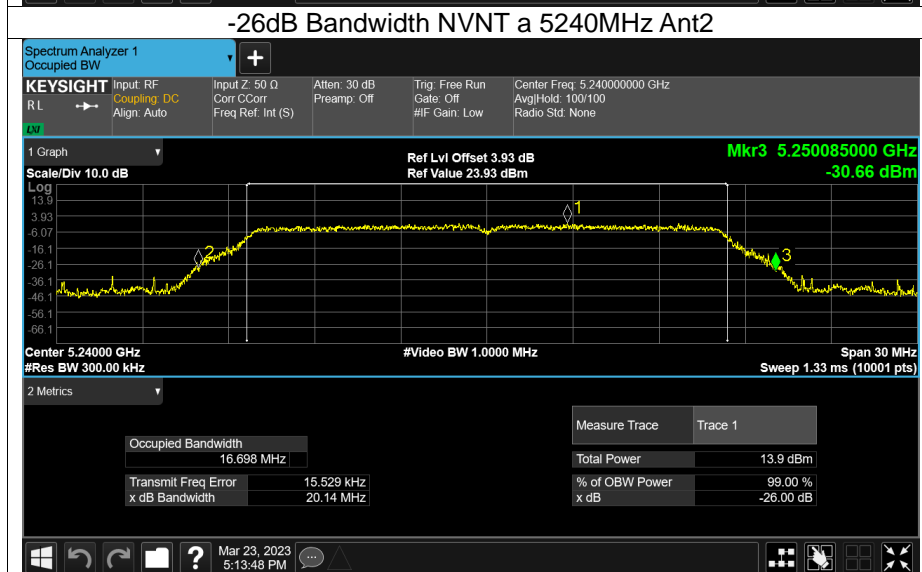 -26dB Bandwidth NVNT a 5240MHz Ant2
Spectrum Analyzer 1
Occupied BW
+
KEYSIGHT Input: RF Input Z: 50 Ω Atten: 30 dB Trig: Free Run Center Freq: 5.240000000 GHz
RL Coupling: DC Corr CCorr Preamp: Off Gate: Off Avg|Hold: 100/100
Align: Auto Freq Ref: Int (S) #IF Gain: Low Radio Std: None
LXI
1 Graph Ref Lvl Offset 3.93 dB Mkr3 5.250085000 GHz
Scale/Div 10.0 dB Ref Value 23.93 dBm -30.66 dBm
Log
13.9
1
3.93
-6.07
-16.1
2
3
-26.1
-36.1
-46.1
-56.1
-66.1
Center 5.24000 GHz #Video BW 1.0000 MHz Span 30 MHz
#Res BW 300.00 kHz Sweep 1.33 ms (10001 pts)
2 Metrics
Measure Trace Trace 1
Occupied Bandwidth
16.698 MHz Total Power 13.9 dBm
Transmit Freq Error 15.529 kHz % of OBW Power 99.00 %
x dB Bandwidth 20.14 MHz x dB -26.00 dB
? Mar 23, 2023
5:13:48 PM